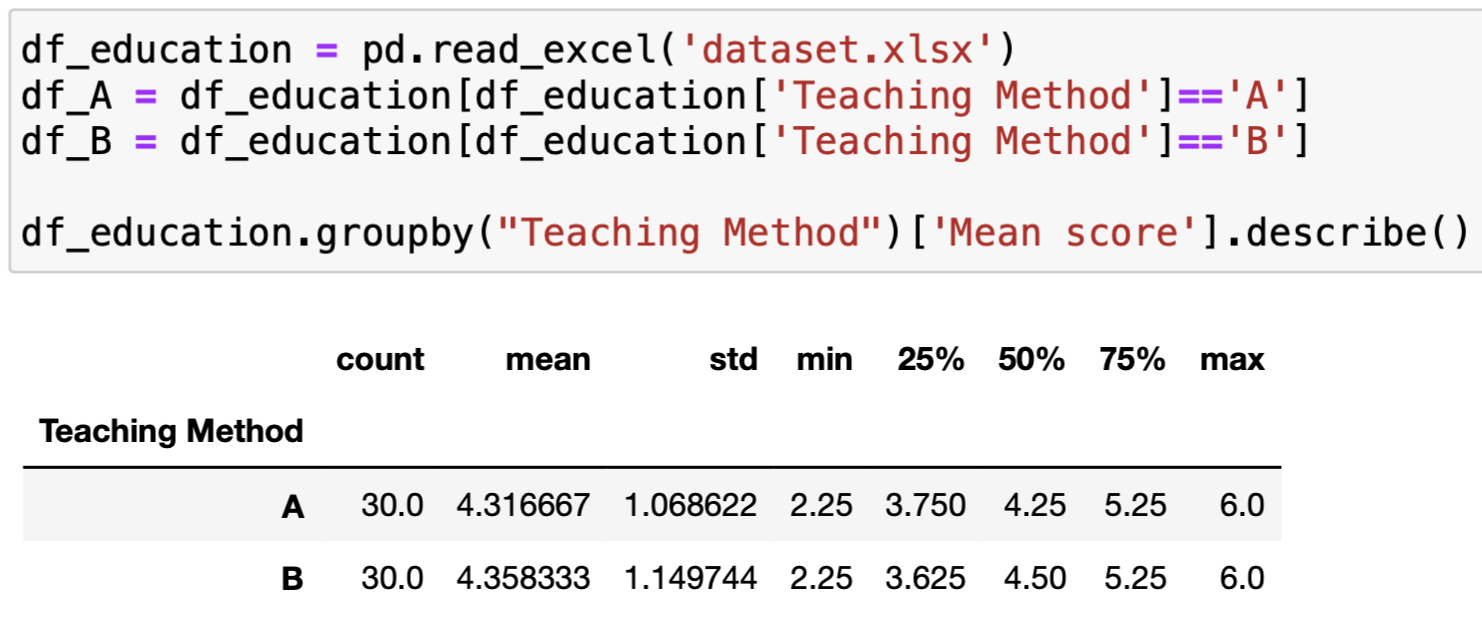 df_education = pd.read_excel('dataset.xlsx')
df_A = df_education[df_education['Teaching Method']=='A']
df_B = df_education[df_education['Teaching Method']=='B']
df_education.groupby("Teaching Method")['Mean score'].describe()
count mean std min 25% 50% 75% max
Teaching Method
A 30.0 4.316667 1.068622 2.25 3.750 4.25 5.25 6.0
B 30.0 4.358333 1.149744 2.25 3.625 4.50 5.25 6.0